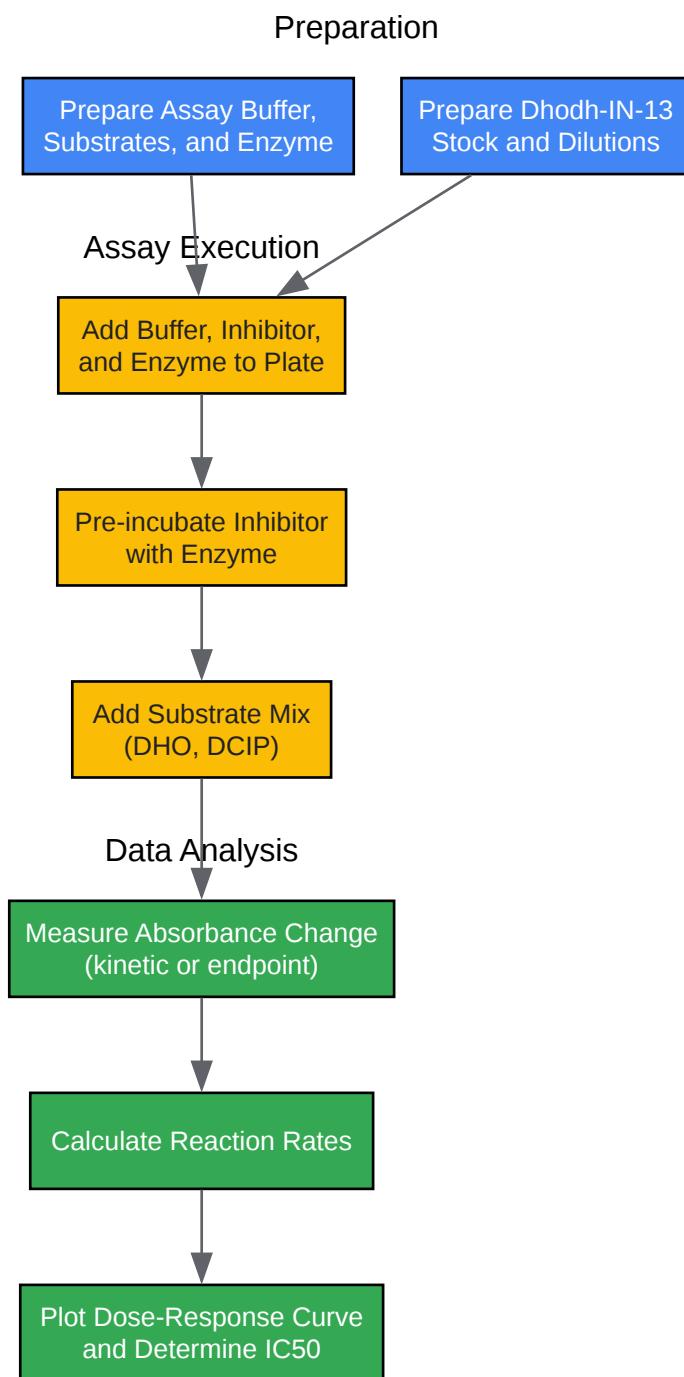 Preparation
Prepare Assay Buffer,
Substrates, and Enzyme
Prepare Dhodh-IN-13
Stock and Dilutions
Assay Execution
Add Buffer, Inhibitor,
and Enzyme to Plate
Pre-incubate Inhibitor
with Enzyme
Add Substrate Mix
(DHO, DCIP)
Data Analysis
Measure Absorbance Change
(kinetic or endpoint)
Calculate Reaction Rates
Plot Dose-Response Curve
and Determine IC50